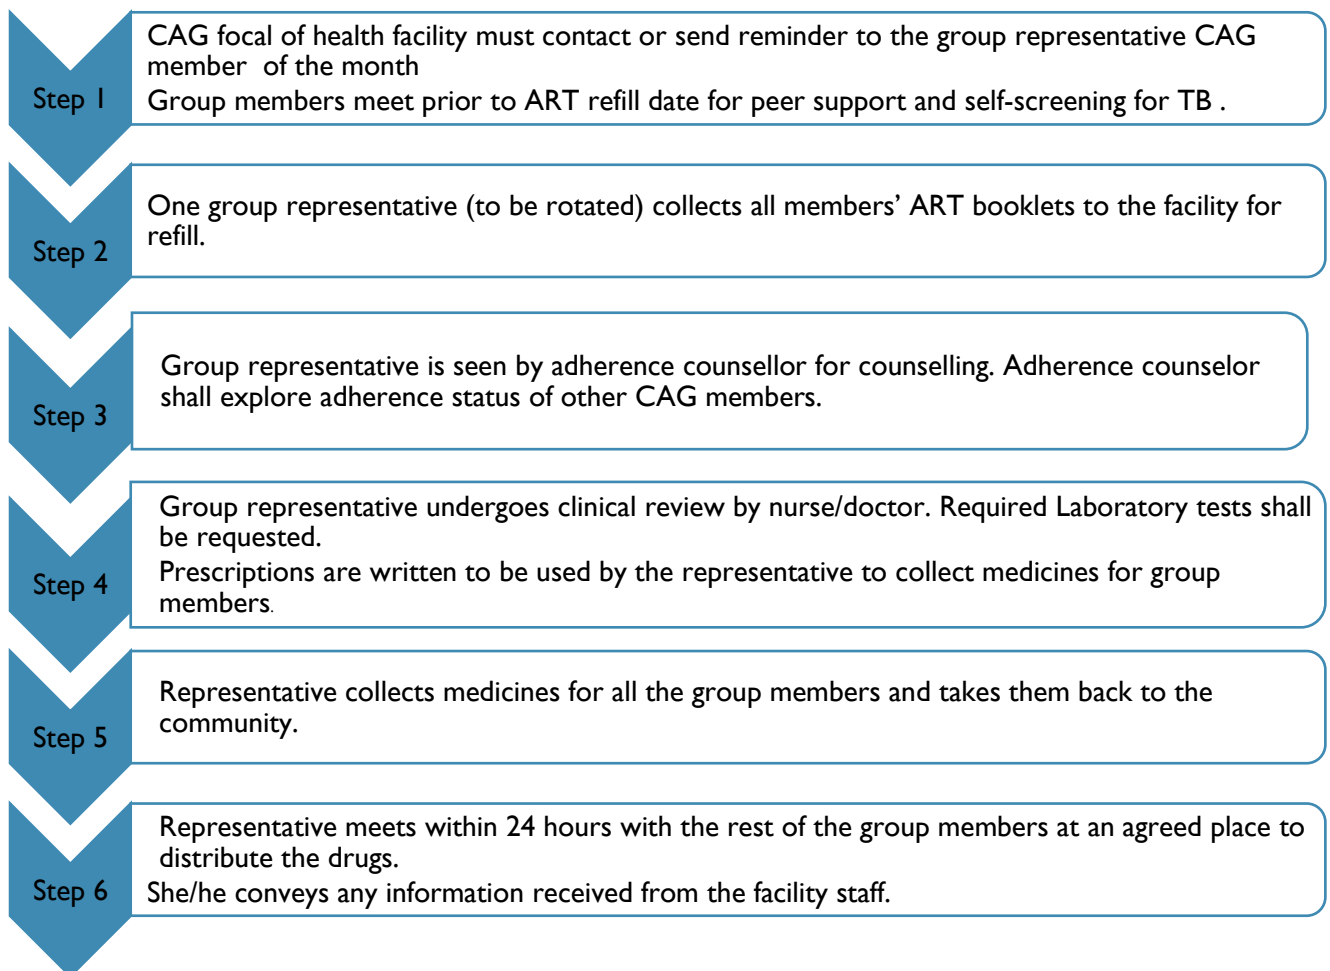 Step 1
CAG focal of health facility must contact or send reminder to the group representative CAG
member of the month
Group members meet prior to ART refill date for peer support and self-screening for TB .
Step 2
One group representative (to be rotated) collects all members’ ART booklets to the facility for
refill.
Step 3
Group representative is seen by adherence counsellor for counselling. Adherence counselor
shall explore adherence status of other CAG members.
Step 4
Group representative undergoes clinical review by nurse/doctor. Required Laboratory tests shall
be requested.
Prescriptions are written to be used by the representative to collect medicines for group
members.
Step 5
Representative collects medicines for all the group members and takes them back to the
community.
Step 6
Representative meets within 24 hours with the rest of the group members at an agreed place to
distribute the drugs.
She/he conveys any information received from the facility staff.